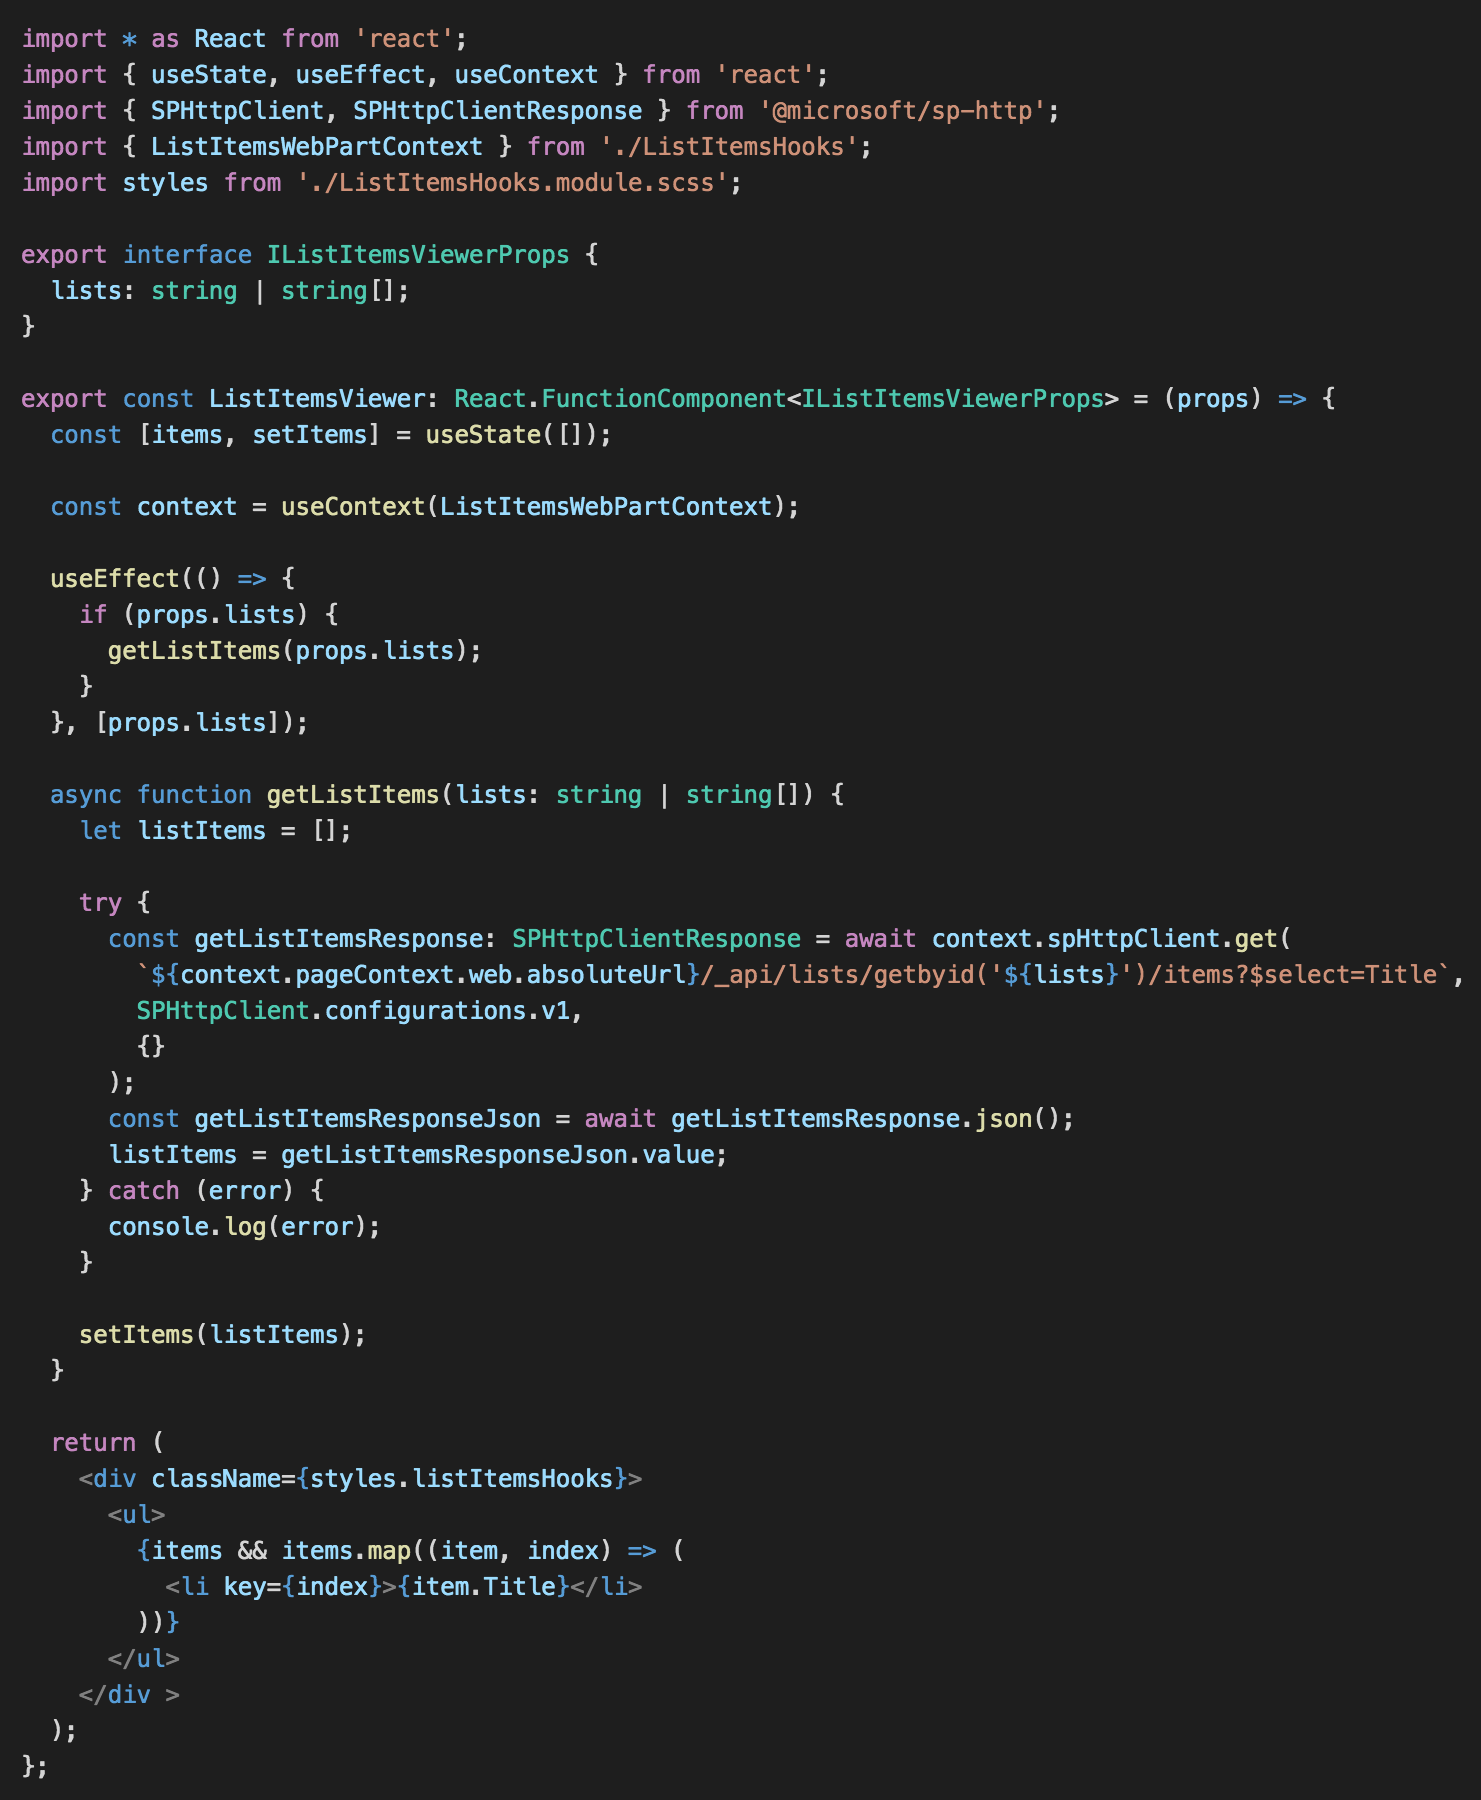 import * as React from 'react';
import { useState, useEffect, useContext } from 'react';
import { SPHttpClient, SPHttpClientResponse } from '@microsoft/sp-http';
import { ListItemsWebPartContext } from './ListItemsHooks';
import styles from './ListItemsHooks.module.scss';

export interface IListItemsViewerProps {
  lists: string | string[];
}

export const ListItemsViewer: React.FunctionComponent<IListItemsViewerProps> = (props) => {
  const [items, setItems] = useState([]);

  const context = useContext(ListItemsWebPartContext);

  useEffect(() => {
    if (props.lists) {
      getListItems(props.lists);
    }
  }, [props.lists]);

  async function getListItems(lists: string | string[]) {
    let listItems = [];

    try {
      const getListItemsResponse: SPHttpClientResponse = await context.spHttpClient.get(
        `${context.pageContext.web.absoluteUrl}/_api/lists/getbyid('${lists}')/items?$select=Title`,
        SPHttpClient.configurations.v1,
        {}
      );
      const getListItemsResponseJson = await getListItemsResponse.json();
      listItems = getListItemsResponseJson.value;
    } catch (error) {
      console.log(error);
    }

    setItems(listItems);
  }

  return (
    <div className={styles.listItemsHooks}>
      <ul>
        {items && items.map((item, index) => (
          <li key={index}>{item.Title}</li>
        ))}
      </ul>
    </div >
  );
};